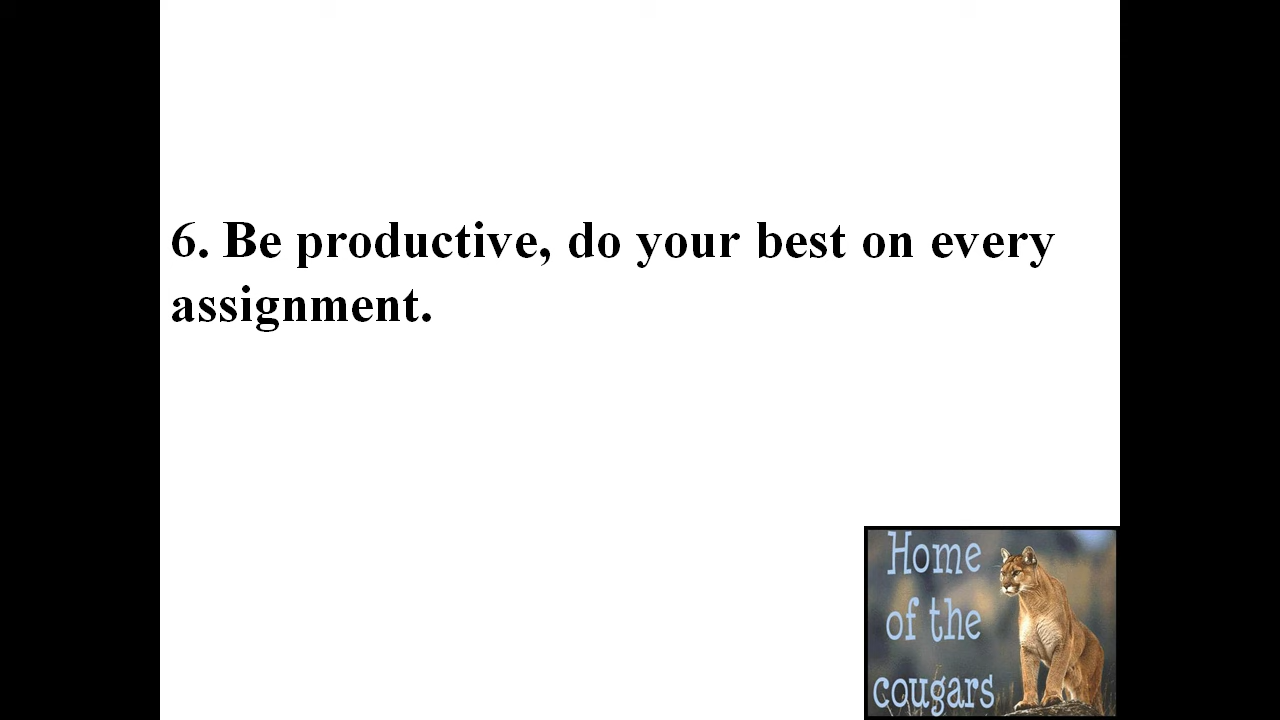 6. Be productive, do your best on every
assignment.
Home
of the
cougars